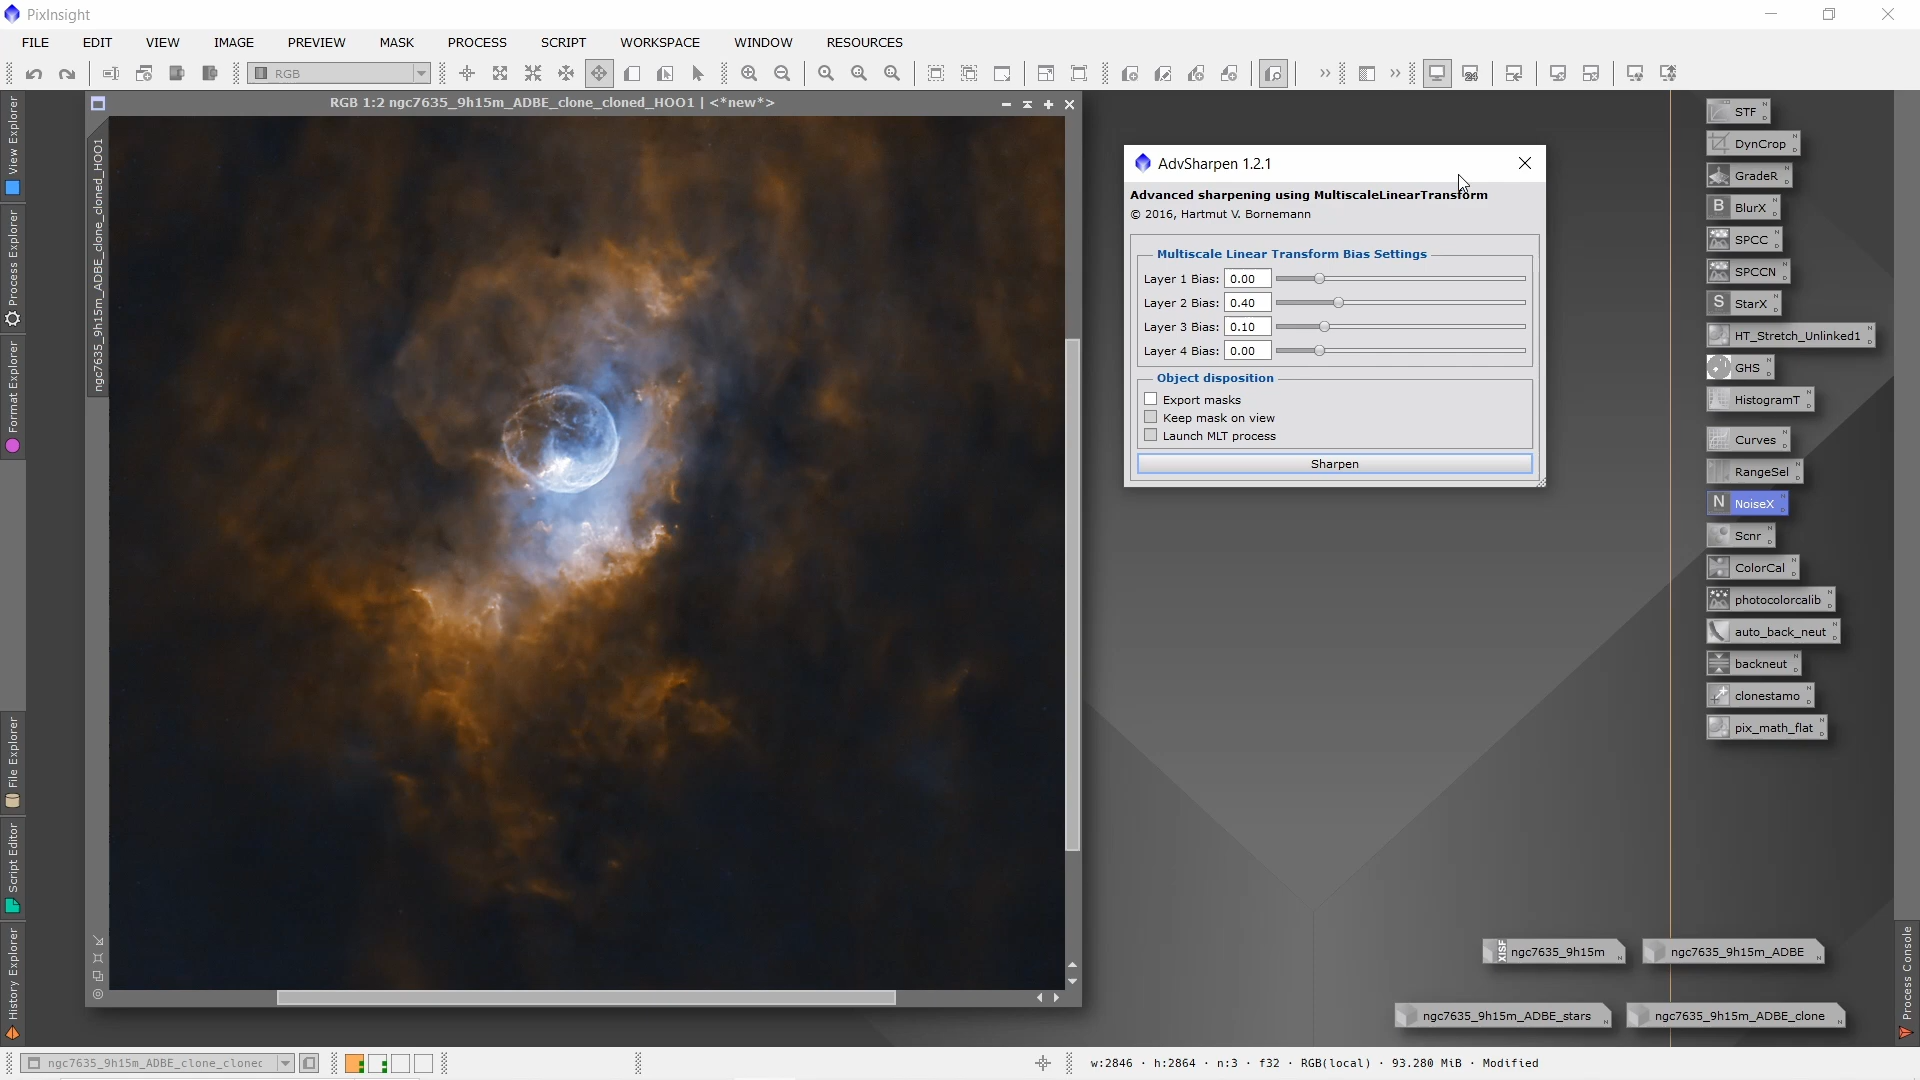 PixInsight
FILE EDIT VIEW IMAGE PREVIEW MASK PROCESS SCRIPT WORKSPACE WINDOW RESOURCES
RGB
RGB 1:2 ngc7635_9h15m_ADBE_clone_cloned_HOO1 | <*new*>
ngc7635_9h15m_ADBE_clone_cloned_HOO1
View Explorer
Process Explorer
Format Explorer
File Explorer
Script Editor
History Explorer
AdvSharpen 1.2.1
Advanced sharpening using MultiscaleLinearTransform
© 2016, Hartmut V. Bornemann
Multiscale Linear Transform Bias Settings
Layer 1 Bias: 0.00
Layer 2 Bias: 0.40
Layer 3 Bias: 0.10
Layer 4 Bias: 0.00
Object disposition
Export masks
Keep mask on view
Launch MLT process
Sharpen
STF
DynCrop
GradeR
B BlurX
SPCC
SPCCN
S StarX
HT_Stretch_Unlinked1
GHS
HistogramT
Curves
RangeSel
N NoiseX
Scnr
ColorCal
photocolorcalib
auto_back_neut
backneut
clonestamo
pix_math_flat
XISF ngc7635_9h15m
ngc7635_9h15m_ADBE
ngc7635_9h15m_ADBE_stars
ngc7635_9h15m_ADBE_clone
Process Console
ngc7635_9h15m_ADBE_clone_clonec
w:2846 · h:2864 · n:3 · f32 · RGB(local) · 93.280 MiB · Modified